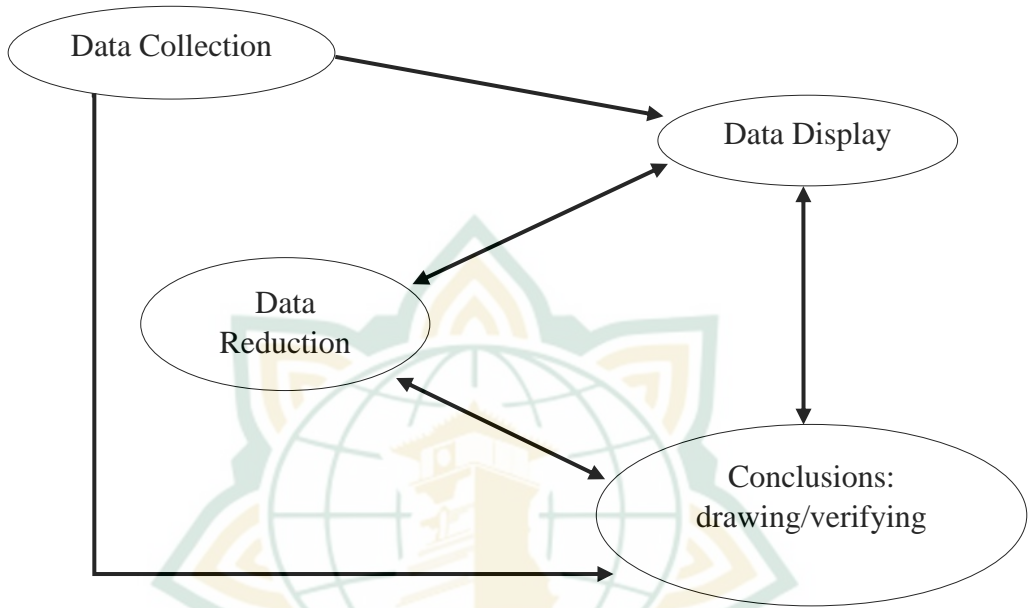 Data Collection
Data Display
Data
Reduction
Conclusions:
drawing/verifying